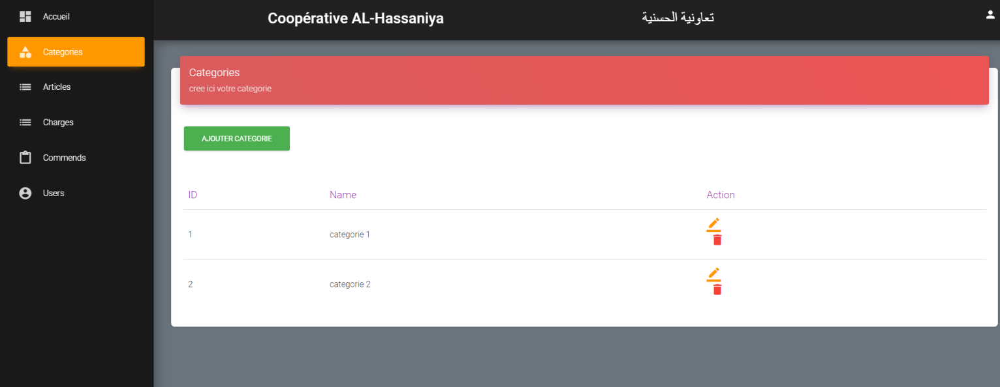 Accueil
Categories
Articles
Charges
Commends
Users
Coopérative AL-Hassaniya
تعاونية الحسنية
Categories
cree ici votre categorie
AJOUTER CATEGORIE
ID Name Action
1 categorie 1
2 categorie 2